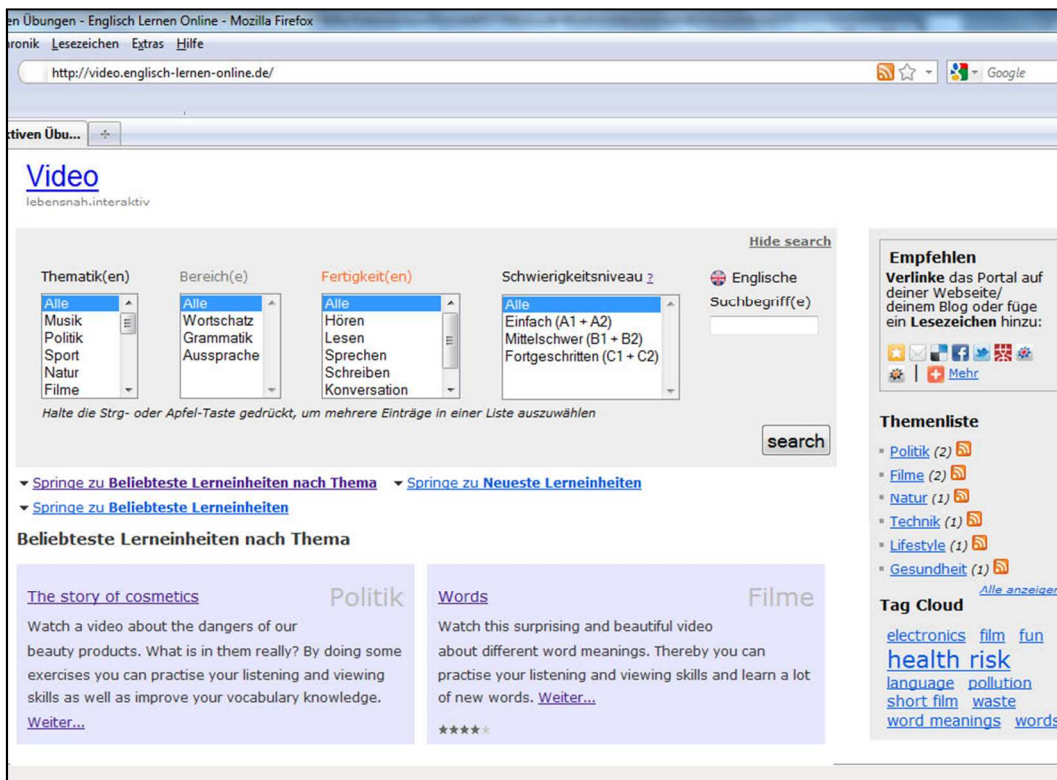 en Übungen - Englisch Lernen Online - Mozilla Firefox
ronik Lesezeichen Extras Hilfe
http://video.englisch-lernen-online.de/
Google
ktiven Übu...
Video
lebensnah.interaktiv
Hide search
Thematik(en)
Alle
Musik
Politik
Sport
Natur
Filme
Bereich(e)
Alle
Wortschatz
Grammatik
Aussprache
Fertigkeit(en)
Alle
Hören
Lesen
Sprechen
Schreiben
Konversation
Schwierigkeitsniveau ?
Alle
Einfach (A1 + A2)
Mittelschwer (B1 + B2)
Fortgeschritten (C1 + C2)
Englische
Suchbegriff(e)
Halte die Strg- oder Apfel-Taste gedrückt, um mehrere Einträge in einer Liste auszuwählen
search
Springe zu Beliebteste Lerneinheiten nach Thema
Springe zu Neueste Lerneinheiten
Springe zu Beliebteste Lerneinheiten
Beliebteste Lerneinheiten nach Thema
The story of cosmetics
Politik
Watch a video about the dangers of our
beauty products. What is in them really? By doing some
exercises you can practise your listening and viewing
skills as well as improve your vocabulary knowledge.
Weiter...
Words
Filme
Watch this surprising and beautiful video
about different word meanings. Thereby you can
practise your listening and viewing skills and learn a lot
of new words. Weiter...
Empfehlen
Verlinke das Portal auf
deiner Webseite/
deinem Blog oder füge
ein Lesezeichen hinzu:
| Mehr
Themenliste
Politik (2)
Filme (2)
Natur (1)
Technik (1)
Lifestyle (1)
Gesundheit (1)
Alle anzeigen
Tag Cloud
electronics film fun
health risk
language pollution
short film waste
word meanings words